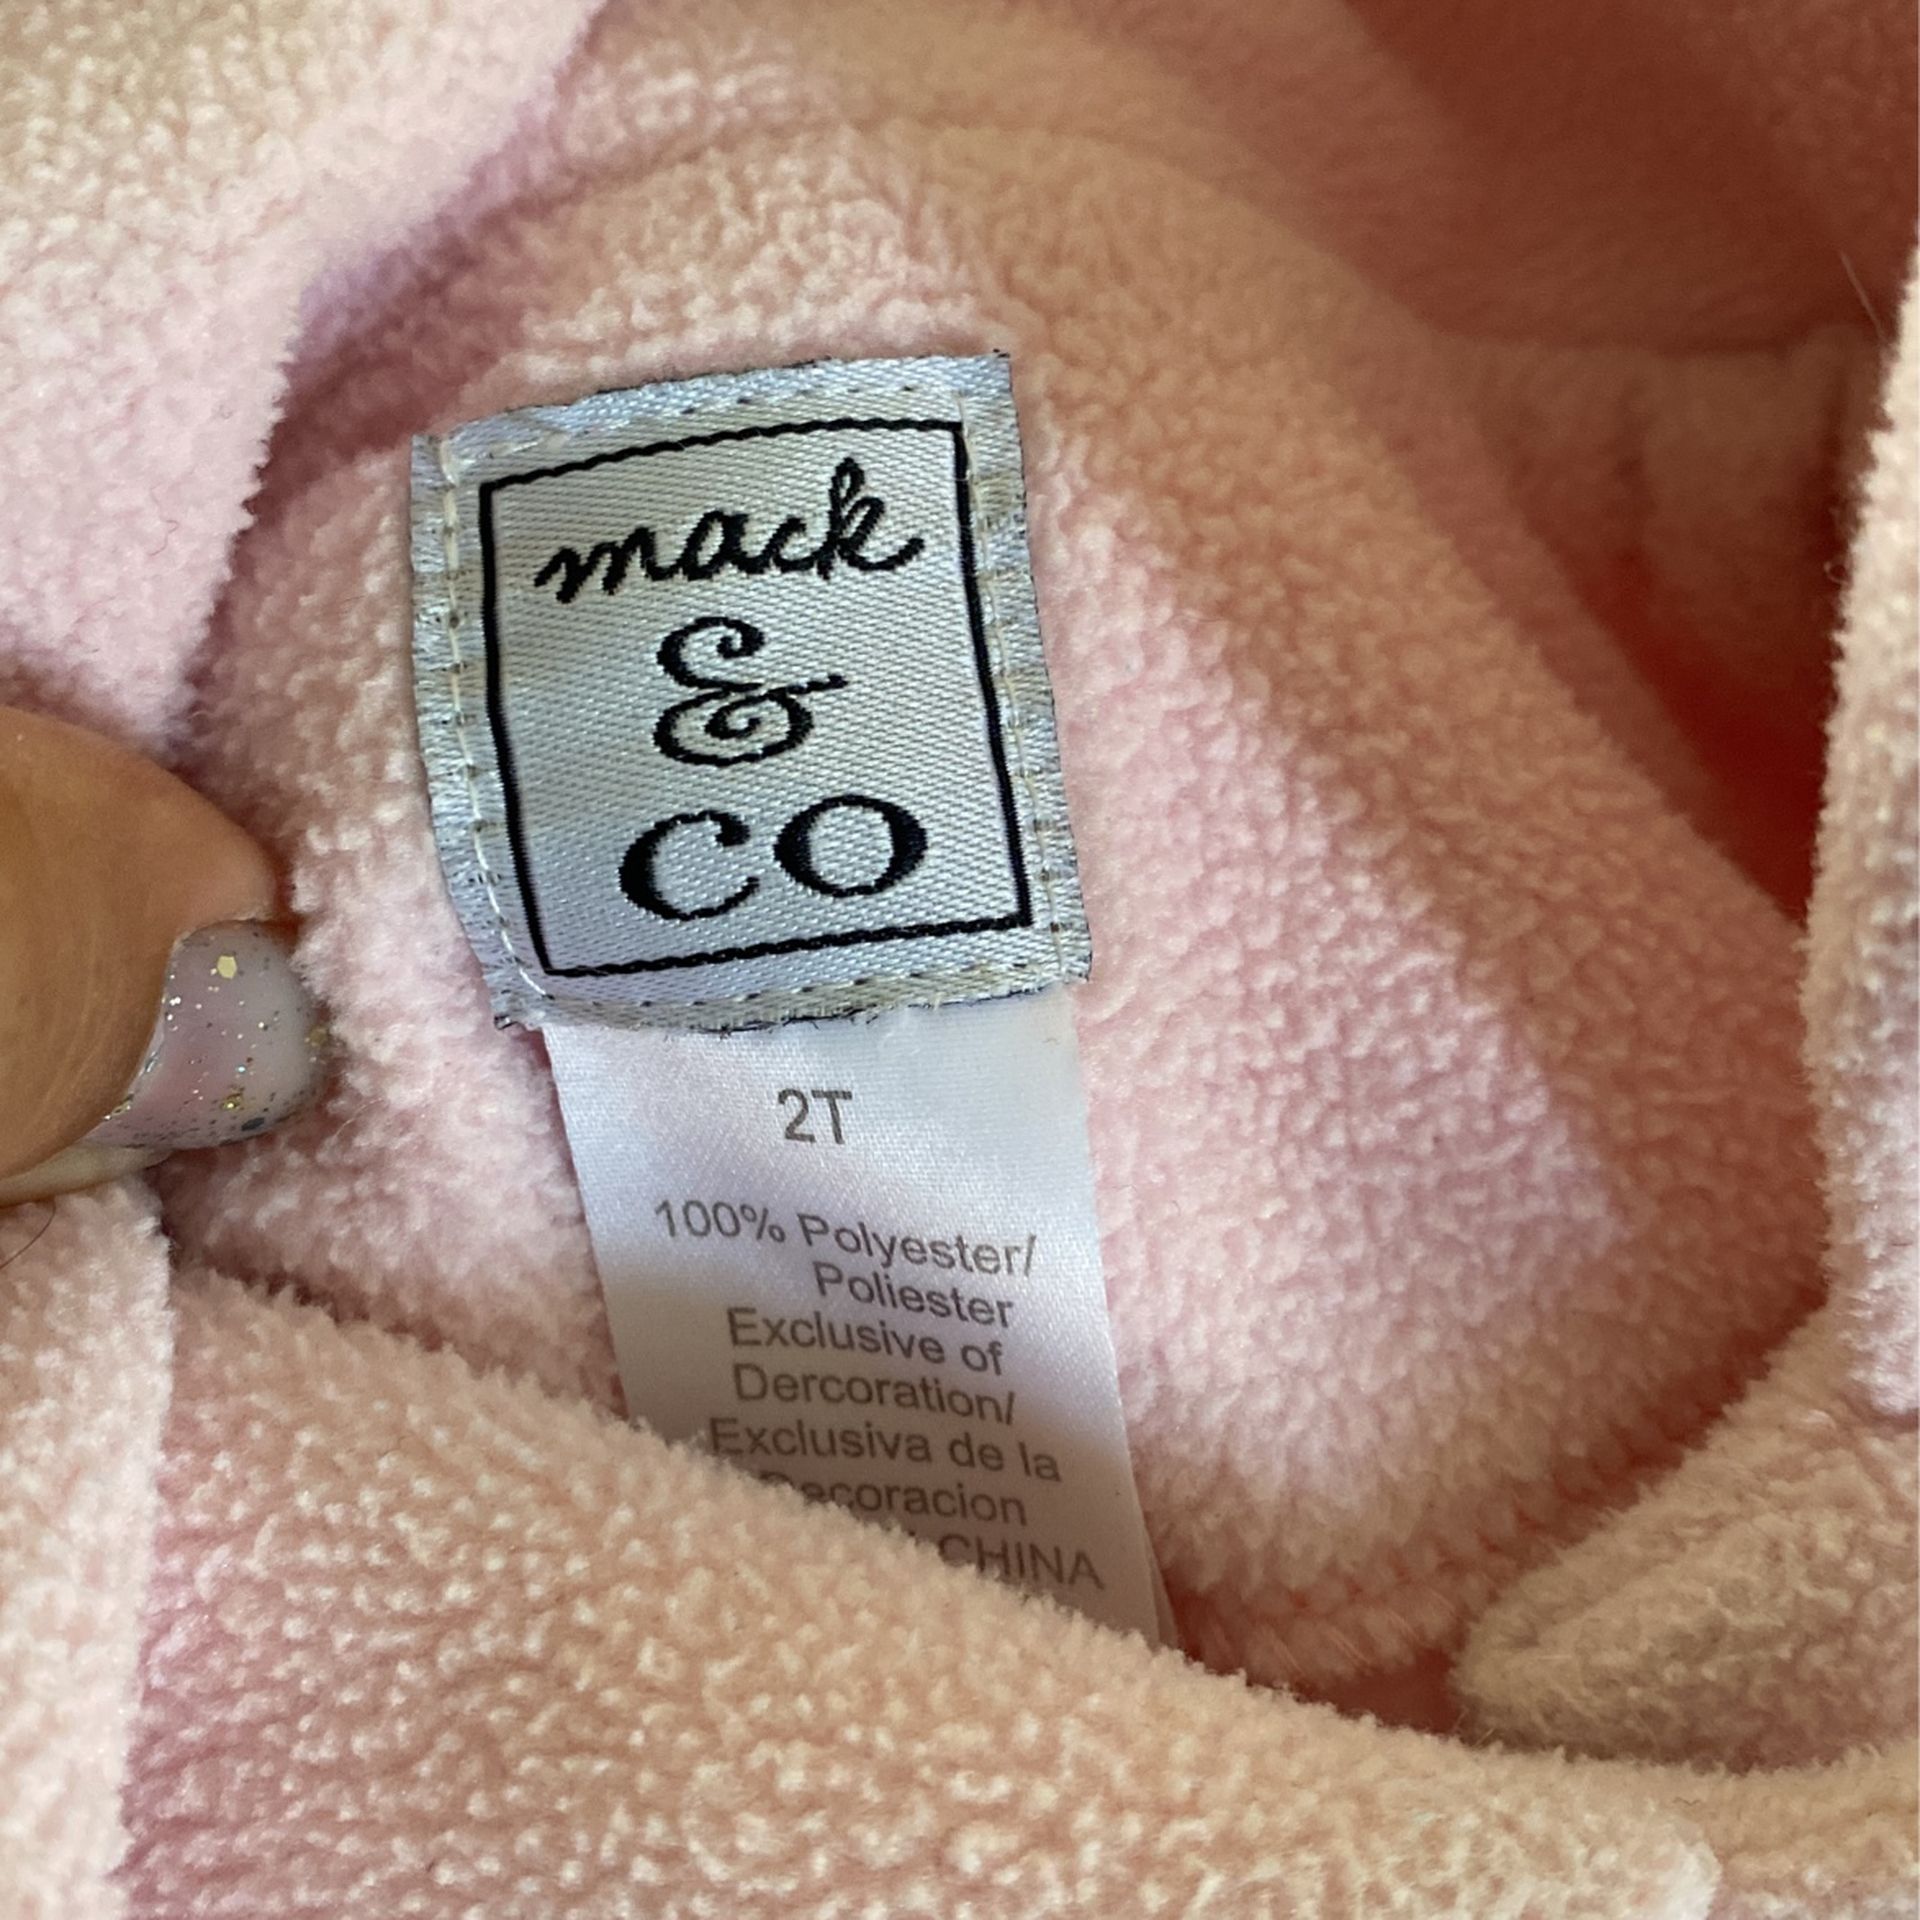 mack
&
CO
2T
100% Polyester/
Poliester
Exclusive of
Dercoration/
Exclusiva de la
Decoracion
CHINA